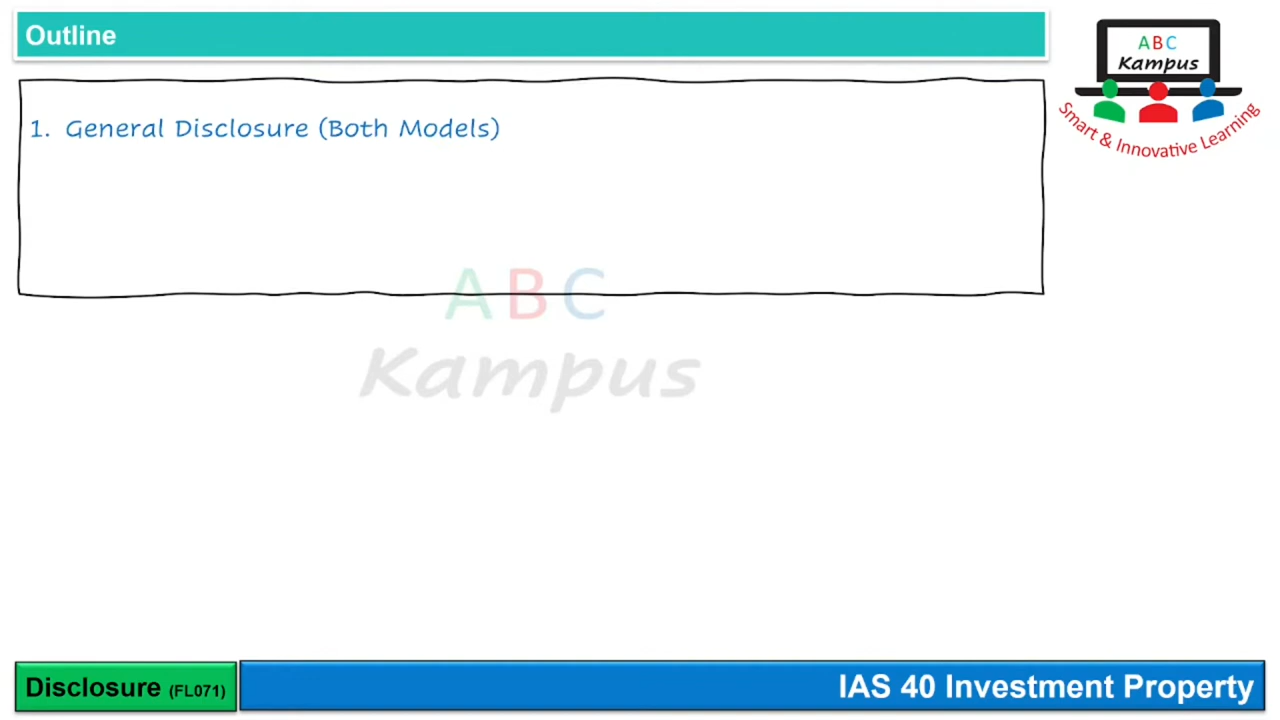 Outline
ABC
Kampus
Smart & Innovative Learning
1. General Disclosure (Both Models)
ABC
Kampus
Disclosure (FL071)
IAS 40 Investment Property